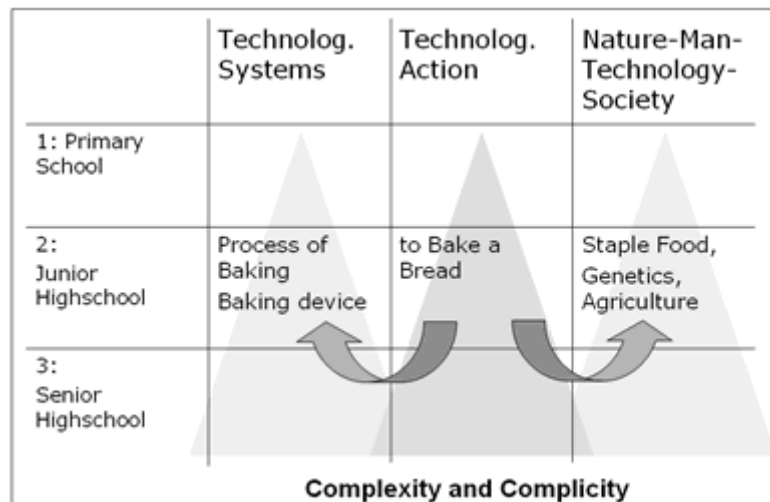 Technolog.
Systems
Technolog.
Action
Nature-Man-
Technology-
Society
1: Primary
School
2:
Junior
Highschool
Process of
Baking
Baking device
to Bake a
Bread
Staple Food,
Genetics,
Agriculture
3:
Senior
Highschool
Complexity and Complicity